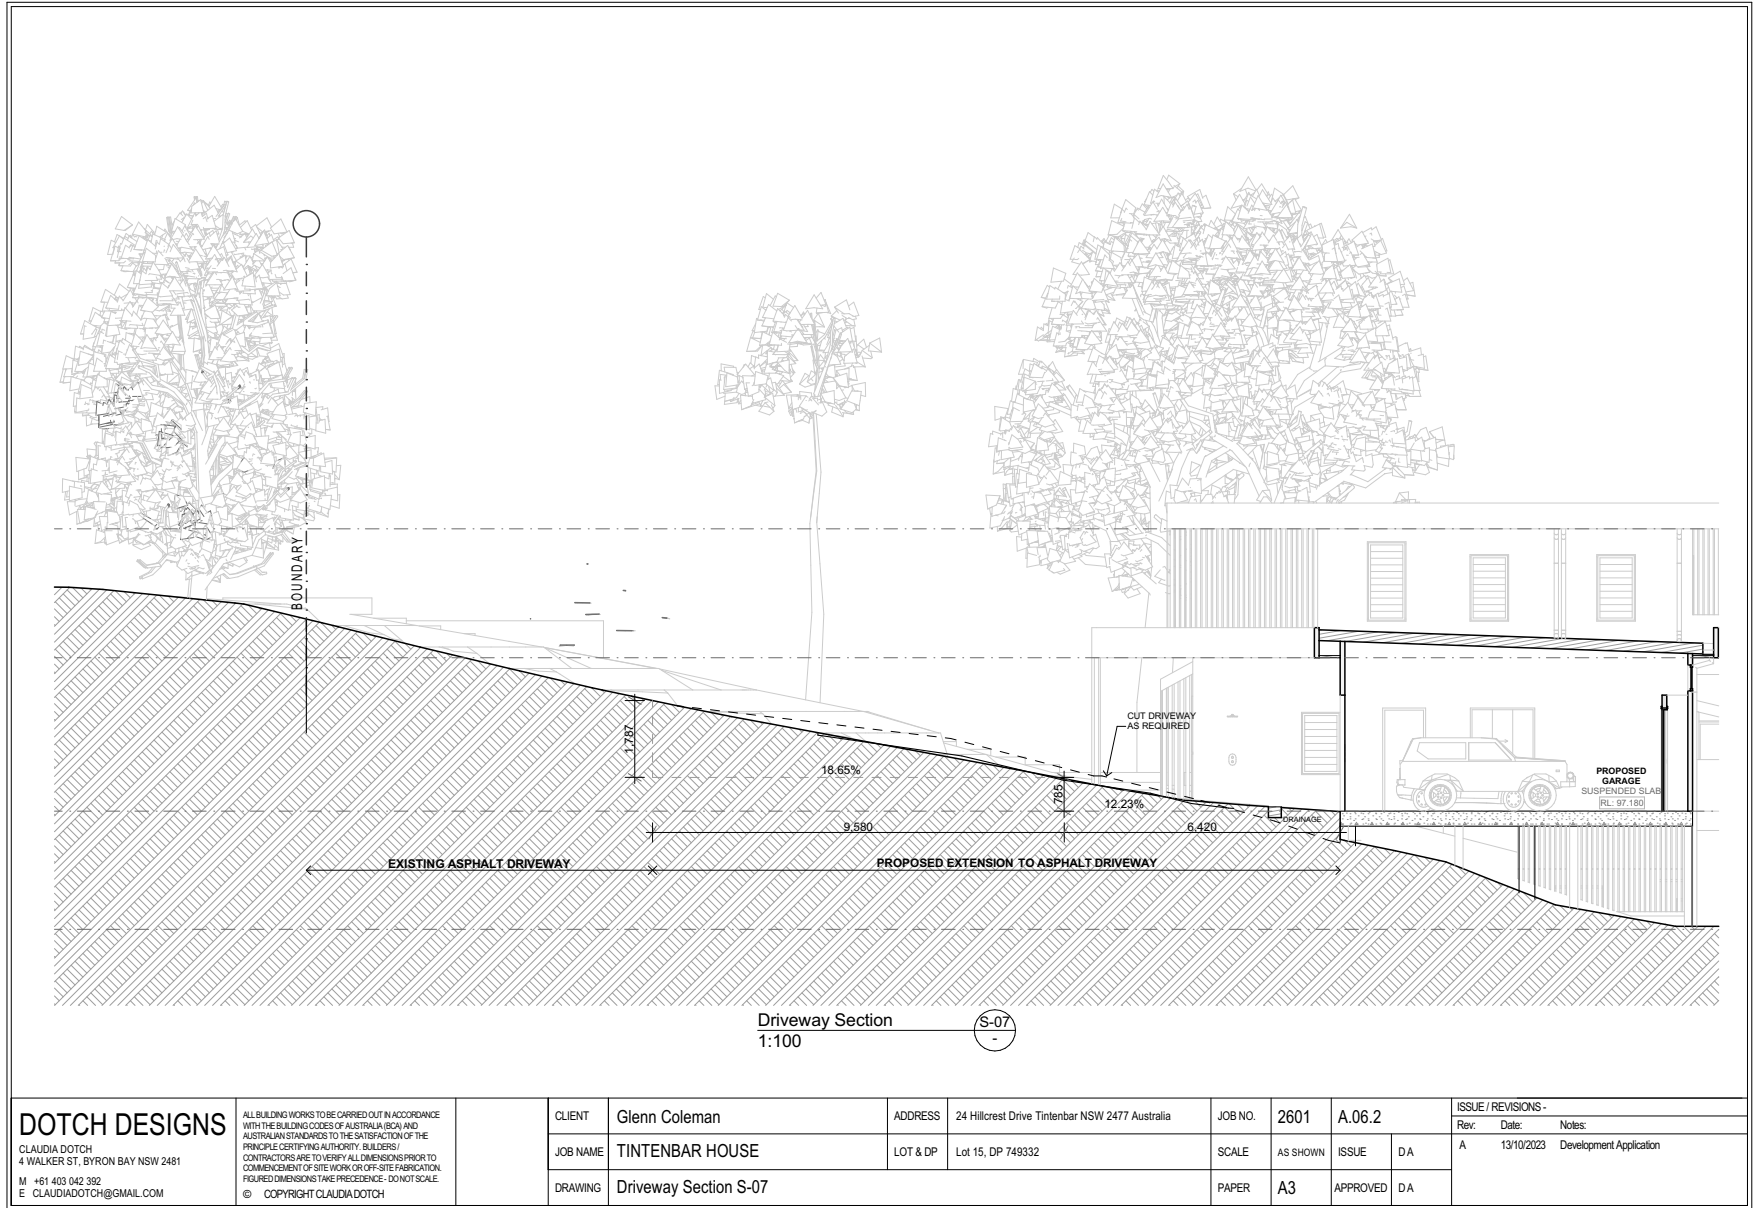 BOUNDARY
CUT DRIVEWAY
AS REQUIRED
1,787
18.65%
785
12.23%
PROPOSED
GARAGE
SUSPENDED SLAB
RL: 97.180
DRAINAGE
9,580
6,420
EXISTING ASPHALT DRIVEWAY
PROPOSED EXTENSION TO ASPHALT DRIVEWAY
Driveway Section
1:100
S-07
-
DOTCH DESIGNS
CLAUDIA DOTCH
4 WALKER ST, BYRON BAY NSW 2481
M +61 403 042 392
E CLAUDIADOTCH@GMAIL.COM
ALL BUILDING WORKS TO BE CARRIED OUT IN ACCORDANCE
WITH THE BUILDING CODES OF AUSTRALIA (BCA) AND
AUSTRALIAN STANDARDS TO THE SATISFACTION OF THE
PRINCIPLE CERTIFYING AUTHORITY. BUILDERS /
CONTRACTORS ARE TO VERIFY ALL DIMENSIONS PRIOR TO
COMMENCEMENT OF SITE WORK OR OFF-SITE FABRICATION.
FIGURED DIMENSIONS TAKE PRECEDENCE - DO NOT SCALE.
© COPYRIGHT CLAUDIA DOTCH
CLIENT Glenn Coleman
JOB NAME TINTENBAR HOUSE
DRAWING Driveway Section S-07
ADDRESS 24 Hillcrest Drive Tintenbar NSW 2477 Australia
LOT & DP Lot 15, DP 749332
JOB NO. 2601 A.06.2
SCALE AS SHOWN ISSUE DA
PAPER A3 APPROVED DA
ISSUE / REVISIONS -
Rev: Date: Notes:
A 13/10/2023 Development Application